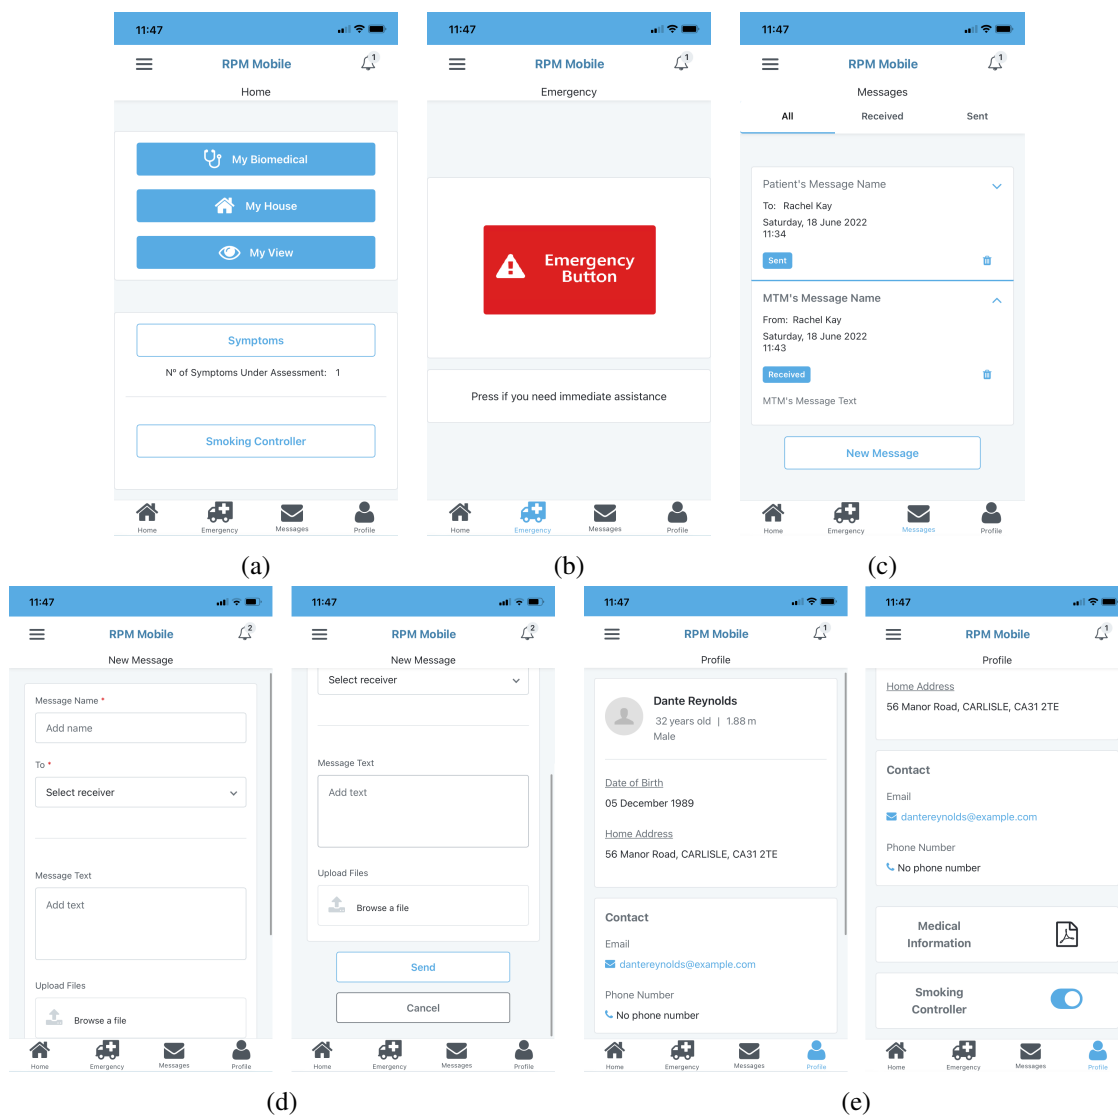 11:47
RPM Mobile
1
Home
My Biomedical
My House
My View
Symptoms
N° of Symptoms Under Assessment: 1
Smoking Controller
Home
Emergency
Messages
Profile
(a)
11:47
RPM Mobile
1
Emergency
Emergency
Button
Press if you need immediate assistance
Home
Emergency
Messages
Profile
(b)
11:47
RPM Mobile
1
Messages
All Received Sent
Patient's Message Name
To: Rachel Kay
Saturday, 18 June 2022
11:34
Sent
MTM's Message Name
From: Rachel Kay
Saturday, 18 June 2022
11:43
Received
MTM's Message Text
New Message
Home
Emergency
Messages
Profile
(c)
11:47
RPM Mobile
2
New Message
Message Name *
Add name
To *
Select receiver
Message Text
Add text
Upload Files
Browse a file
Home
Emergency
Messages
Profile
11:47
RPM Mobile
2
New Message
Select receiver
Message Text
Add text
Upload Files
Browse a file
Send
Cancel
Home
Emergency
Messages
Profile
(d)
11:47
RPM Mobile
1
Profile
Dante Reynolds
32 years old | 1.88 m
Male
Date of Birth
05 December 1989
Home Address
56 Manor Road, CARLISLE, CA31 2TE
Contact
Email
dantereynolds@example.com
Phone Number
No phone number
Home
Emergency
Messages
Profile
11:47
RPM Mobile
1
Profile
Home Address
56 Manor Road, CARLISLE, CA31 2TE
Contact
Email
dantereynolds@example.com
Phone Number
No phone number
Medical
Information
Smoking
Controller
Home
Emergency
Messages
Profile
(e)